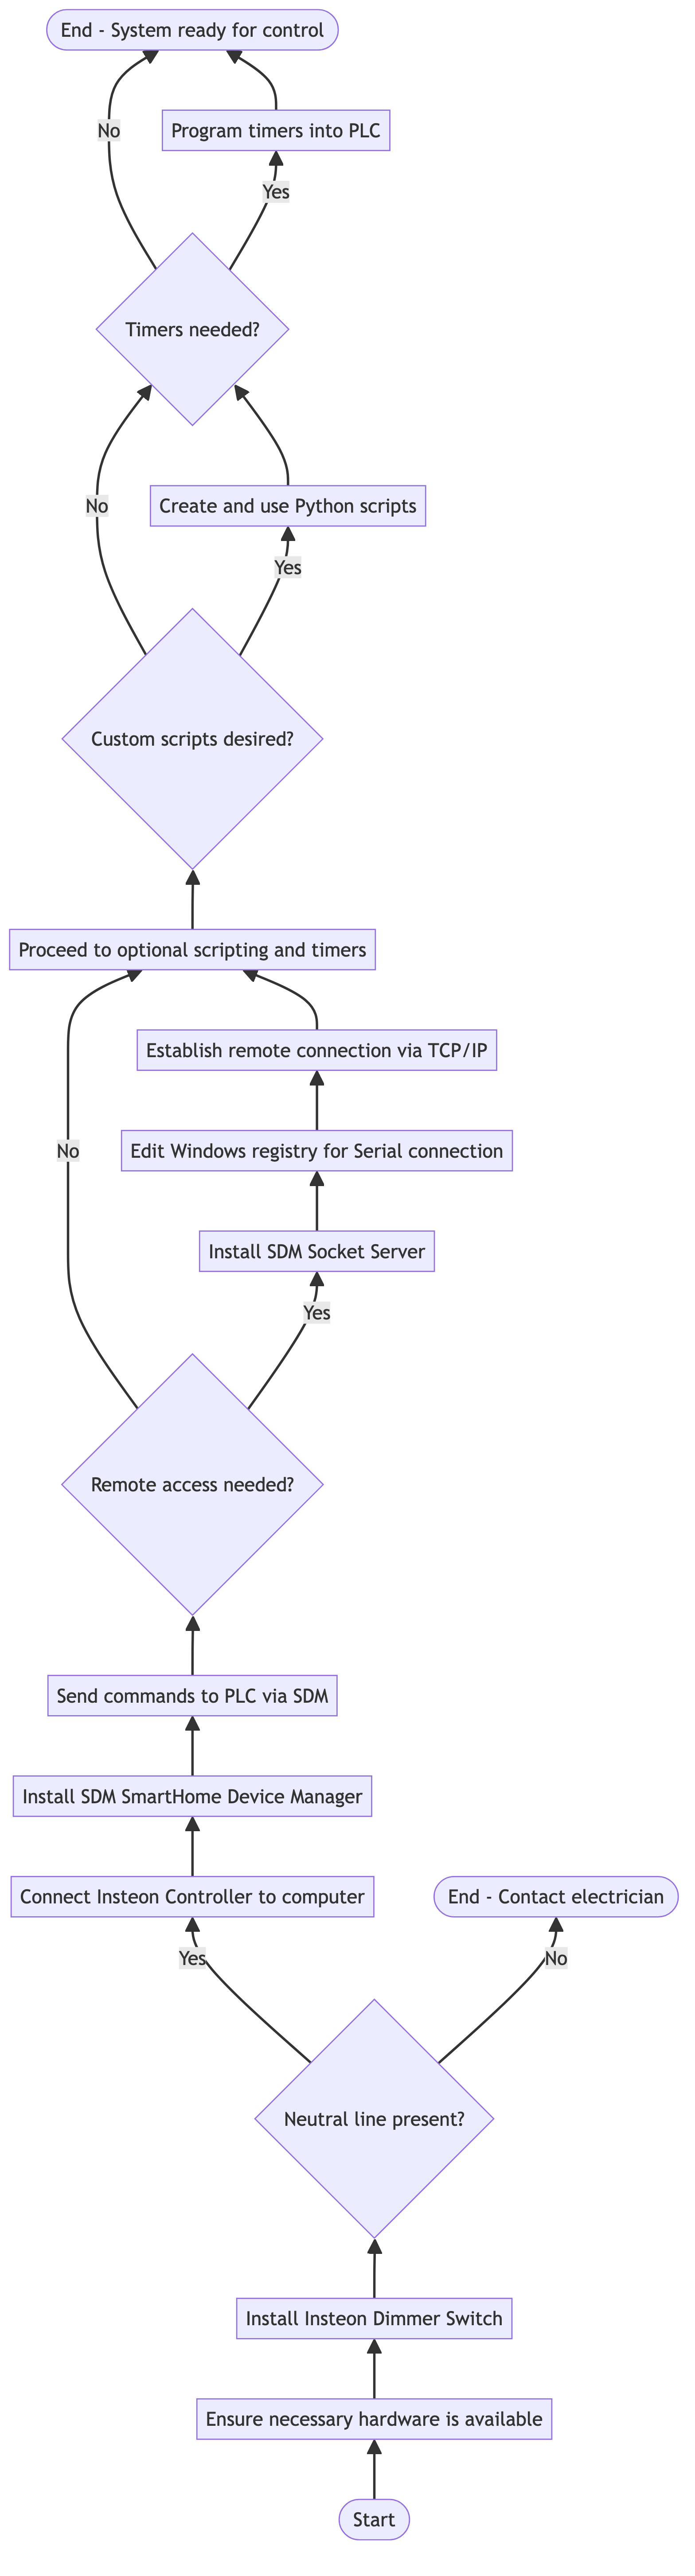 End - System ready for control
Program timers into PLC
No
Yes
Timers needed?
Create and use Python scripts
No
Yes
Custom scripts desired?
Proceed to optional scripting and timers
Establish remote connection via TCP/IP
Edit Windows registry for Serial connection
No
Install SDM Socket Server
Yes
Remote access needed?
Send commands to PLC via SDM
Install SDM SmartHome Device Manager
Connect Insteon Controller to computer
End - Contact electrician
Yes
No
Neutral line present?
Install Insteon Dimmer Switch
Ensure necessary hardware is available
Start